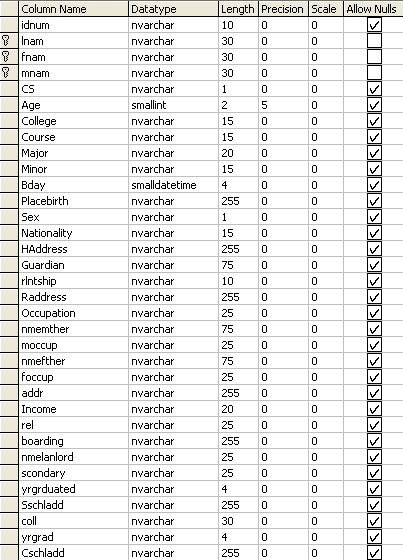 Column Name Datatype Length Precision Scale Allow Nulls
idnum nvarchar 10 0 0
lnam nvarchar 30 0 0
fnam nvarchar 30 0 0
mnam nvarchar 30 0 0
CS nvarchar 1 0 0
Age smallint 2 5 0
College nvarchar 15 0 0
Course nvarchar 15 0 0
Major nvarchar 20 0 0
Minor nvarchar 15 0 0
Bday smalldatetime 4 0 0
Placebirth nvarchar 255 0 0
Sex nvarchar 1 0 0
Nationality nvarchar 15 0 0
HAddress nvarchar 255 0 0
Guardian nvarchar 75 0 0
rlntship nvarchar 10 0 0
Raddress nvarchar 255 0 0
Occupation nvarchar 25 0 0
nmemther nvarchar 75 0 0
moccup nvarchar 25 0 0
nmefther nvarchar 75 0 0
foccup nvarchar 25 0 0
addr nvarchar 255 0 0
Income nvarchar 20 0 0
rel nvarchar 25 0 0
boarding nvarchar 255 0 0
nmelanlord nvarchar 25 0 0
scondary nvarchar 25 0 0
yrgrduated nvarchar 4 0 0
Sschladd nvarchar 255 0 0
coll nvarchar 30 0 0
yrgrad nvarchar 4 0 0
Cschladd nvarchar 255 0 0